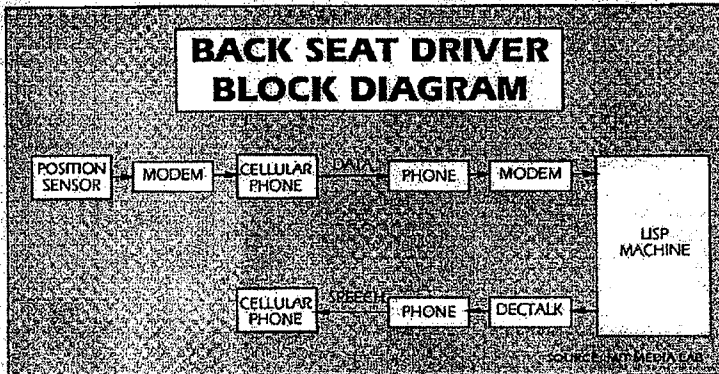 BACK SEAT DRIVER
BLOCK DIAGRAM
POSITION
SENSOR
MODEM
CELLULAR
PHONE
DATA
PHONE
MODEM
LISP
MACHINE
CELLULAR
PHONE
SPEECH
PHONE
DECTALK
SOURCE: MIT MEDIA LAB